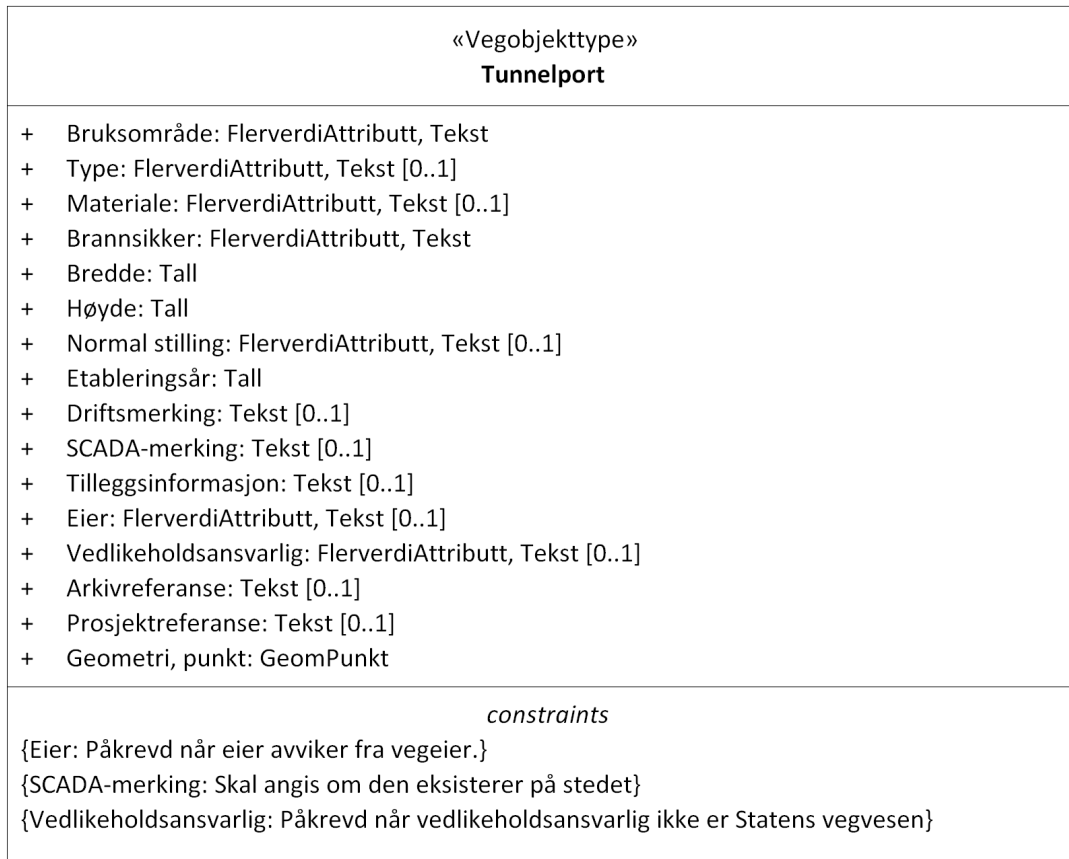 «Vegobjekttype»
Tunnelport
+ Bruksområde: FlerverdiAttributt, Tekst
+ Type: FlerverdiAttributt, Tekst [0..1]
+ Materiale: FlerverdiAttributt, Tekst [0..1]
+ Brannsikker: FlerverdiAttributt, Tekst
+ Bredde: Tall
+ Høyde: Tall
+ Normal stilling: FlerverdiAttributt, Tekst [0..1]
+ Etableringsår: Tall
+ Driftsmerking: Tekst [0..1]
+ SCADA-merking: Tekst [0..1]
+ Tilleggsinformasjon: Tekst [0..1]
+ Eier: FlerverdiAttributt, Tekst [0..1]
+ Vedlikeholdsansvarlig: FlerverdiAttributt, Tekst [0..1]
+ Arkivreferanse: Tekst [0..1]
+ Prosjektreferanse: Tekst [0..1]
+ Geometri, punkt: GeomPunkt
constraints
{Eier: Påkrevd når eier avviker fra vegeier.}
{SCADA-merking: Skal angis om den eksisterer på stedet}
{Vedlikeholdsansvarlig: Påkrevd når vedlikeholdsansvarlig ikke er Statens vegvesen}